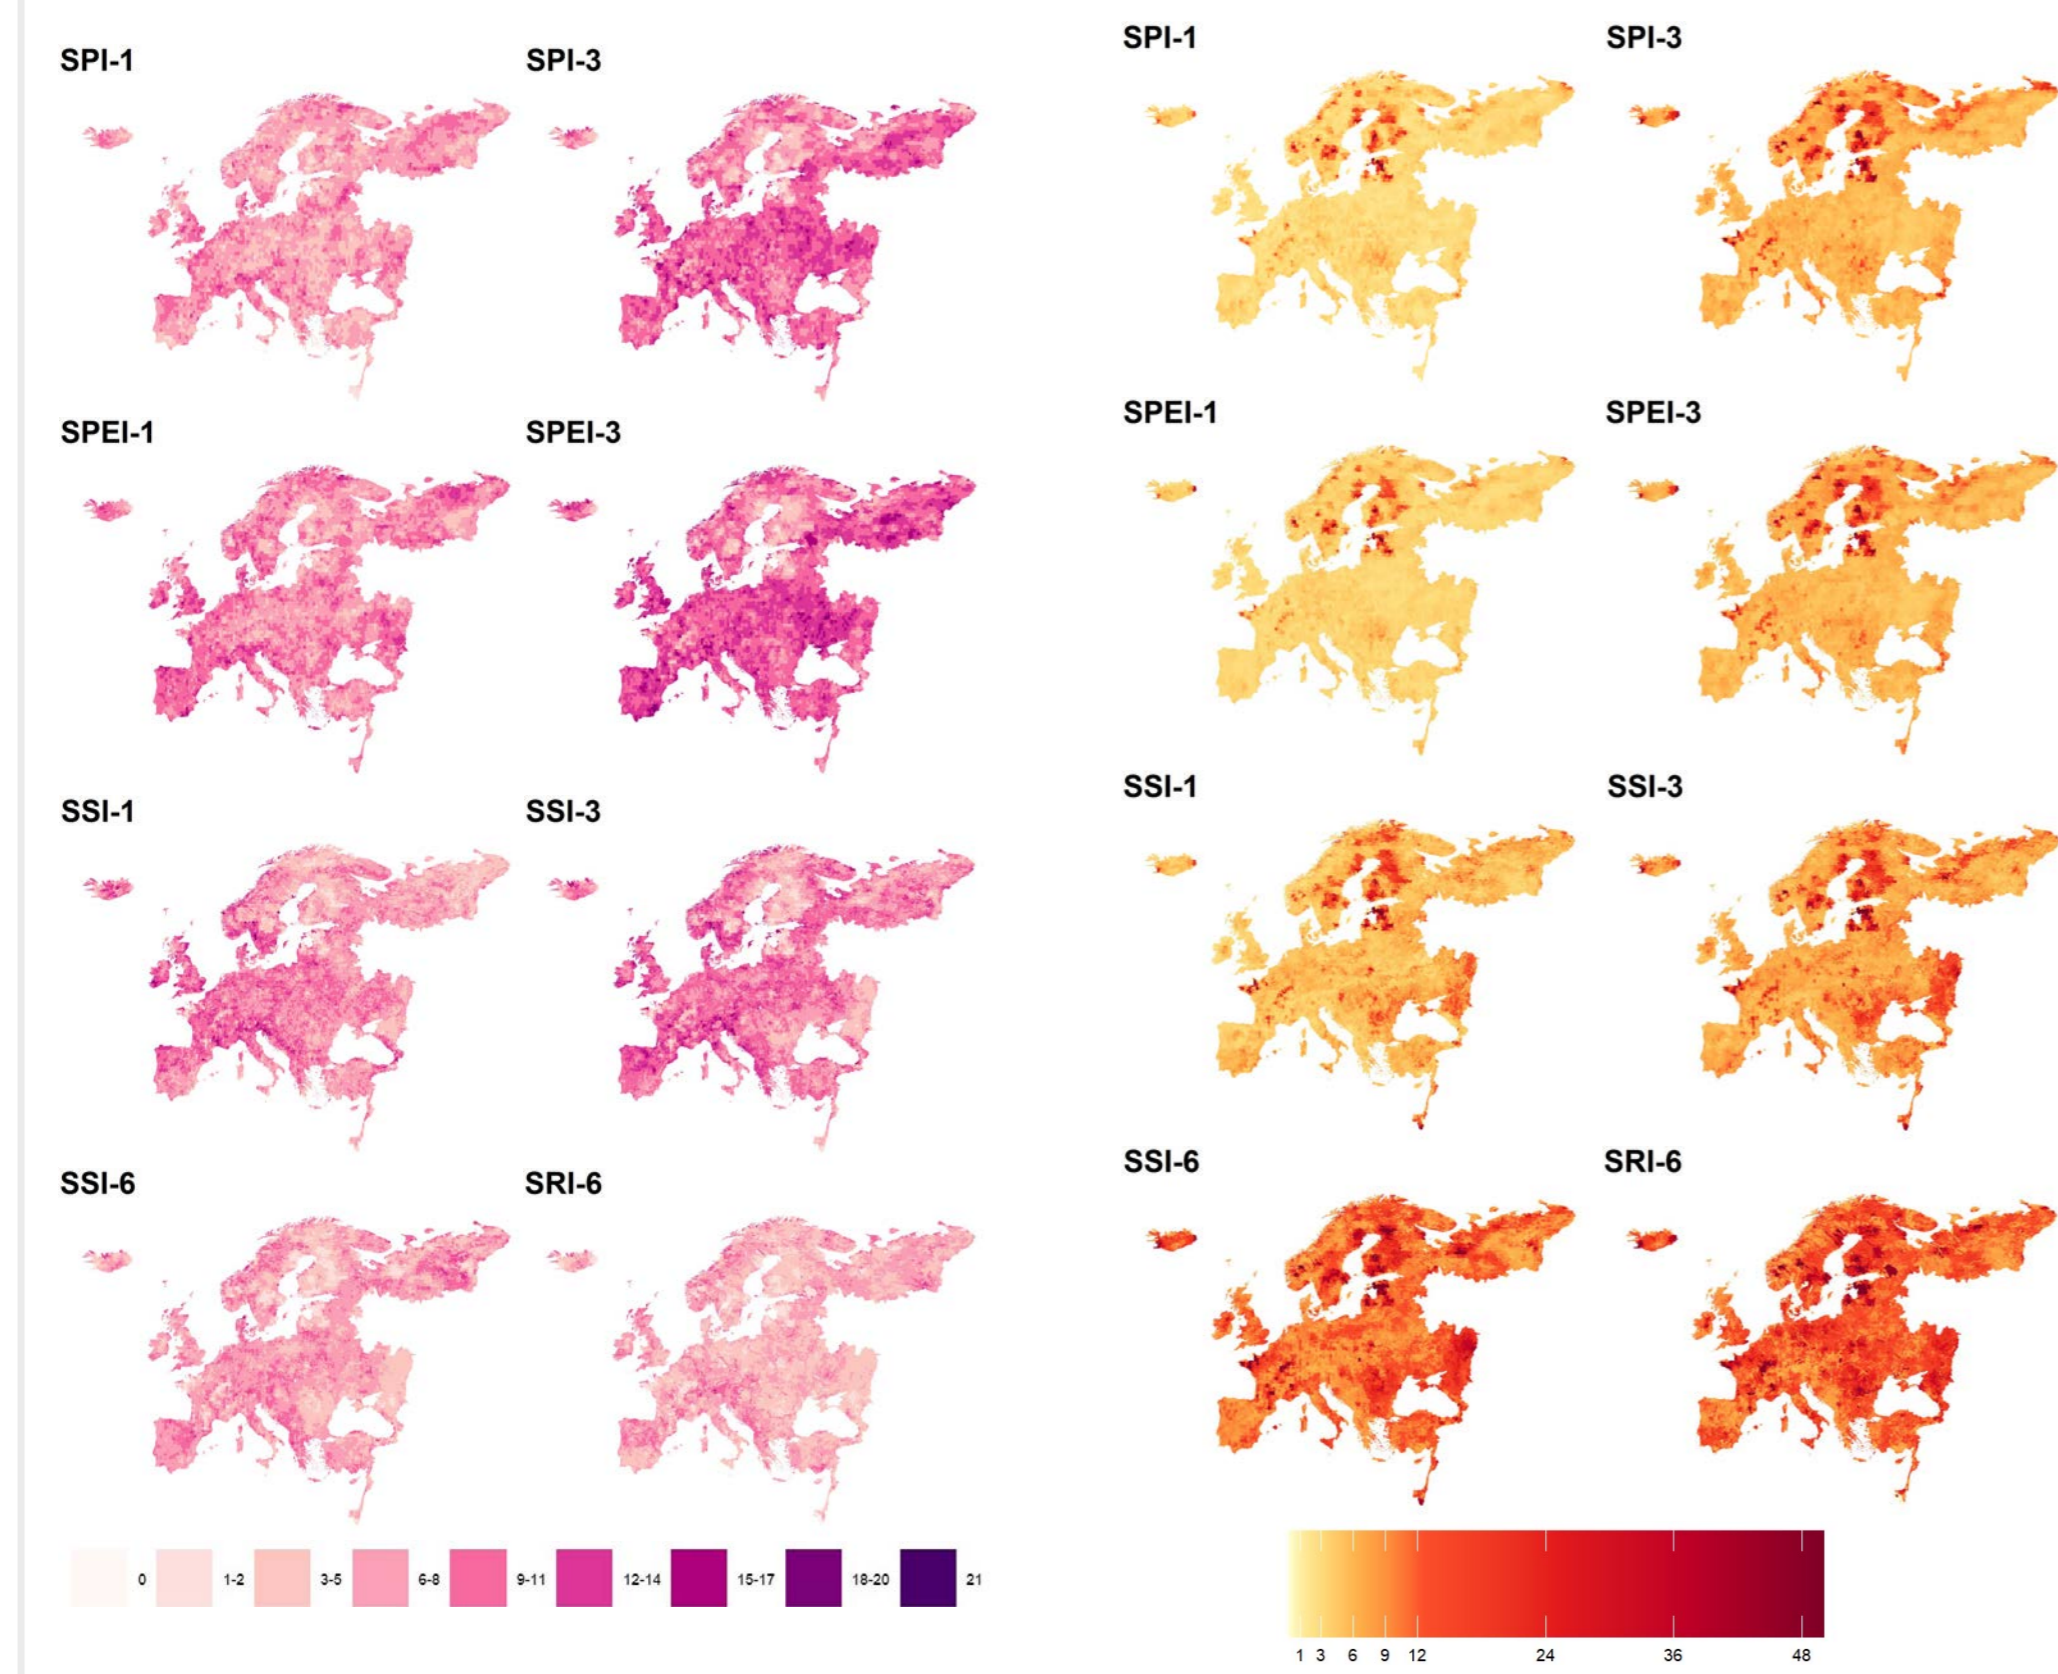 SPI-1
SPI-3
SPEI-1
SPEI-3
SSI-1
SSI-3
SSI-6
SRI-6
0
1-2
3-5
6-8
9-11
12-14
15-17
18-20
21
SPI-1
SPI-3
SPEI-1
SPEI-3
SSI-1
SSI-3
SSI-6
SRI-6
1 3 6 9 12 24 36 48